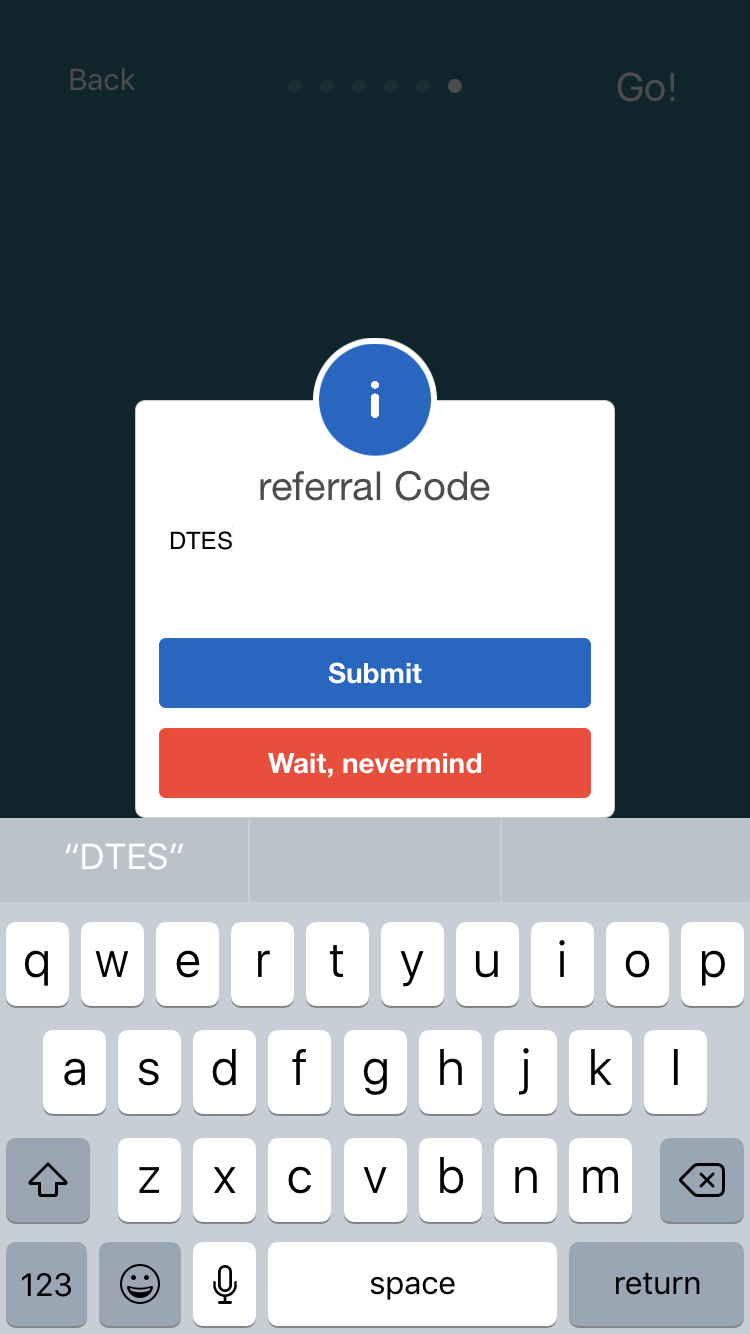 Back
Go!
i
referral Code
DTES
Submit
Wait, nevermind
“DTES”
q w e r t y u i o p
a s d f g h j k l
z x c v b n m
123 space return